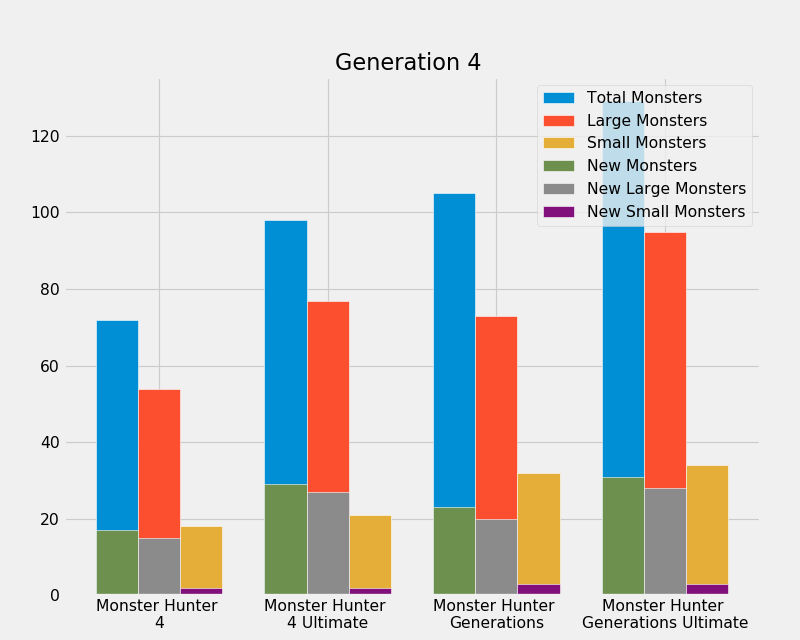 Generation 4
Total Monsters
Large Monsters
Small Monsters
New Monsters
New Large Monsters
New Small Monsters
120
100
80
60
40
20
0
Monster Hunter
4
Monster Hunter
4 Ultimate
Monster Hunter
Generations
Monster Hunter
Generations Ultimate